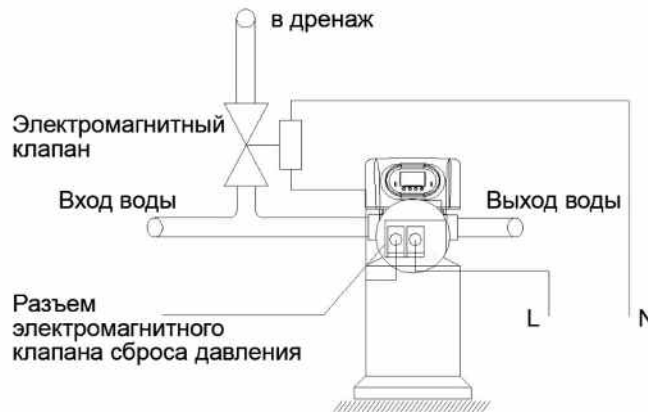 в дренаж
Электромагнитный
клапан
Вход воды
Выход воды
Разъем
электромагнитного
клапана сброса давления
L
N